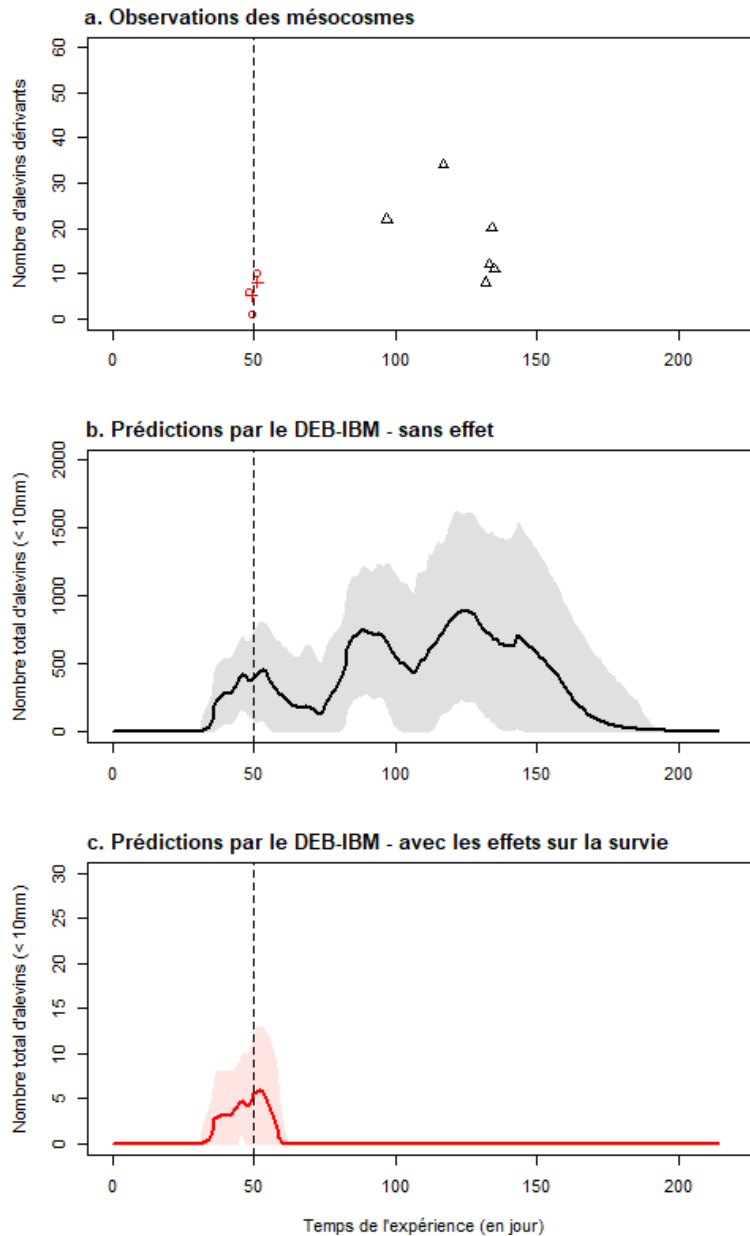 a. Observations des mésocosmes
Nombre d'alevins dérivants
60
50
40
30
20
10
0
0 50 100 150 200
b. Prédictions par le DEB-IBM - sans effet
Nombre total d'alevins (< 10mm)
2000
1500
1000
500
0
0 50 100 150 200
c. Prédictions par le DEB-IBM - avec les effets sur la survie
Nombre total d'alevins (< 10mm)
30
25
20
15
10
5
0
0 50 100 150 200
Temps de l'expérience (en jour)